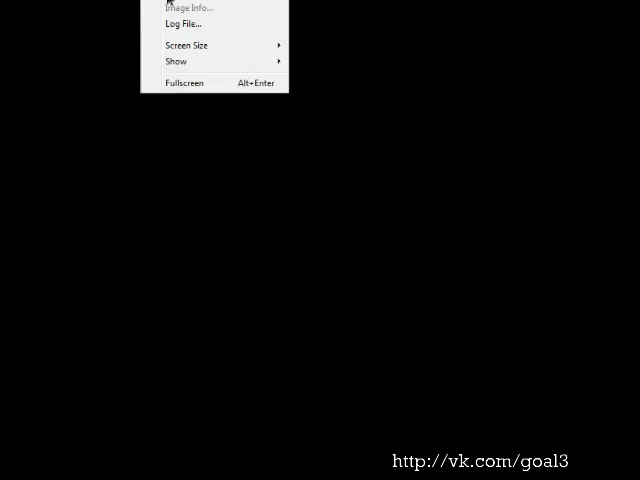 Image Info...
Log File...
Screen Size
Show
Fullscreen Alt+Enter
http://vk.com/goal3